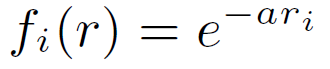 f_i(r) = e^{-ar_i}